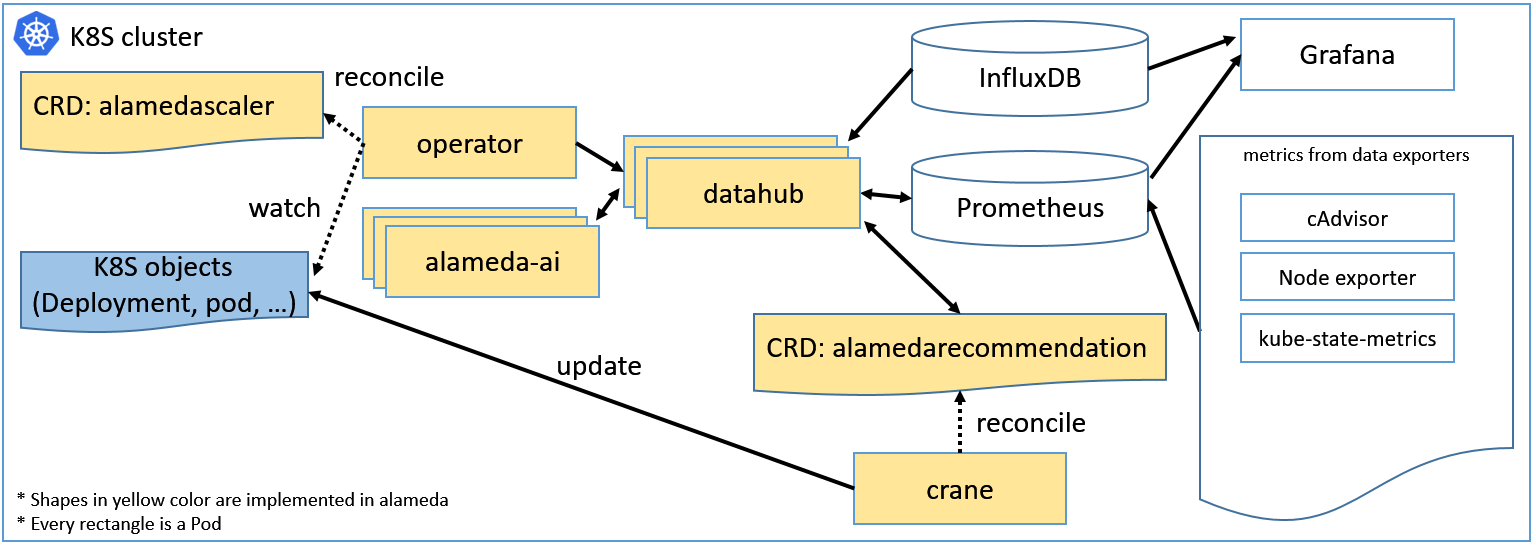 K8S cluster
reconcile
CRD: alamedascaler
operator
watch
K8S objects
(Deployment, pod, ...)
alameda-ai
datahub
InfluxDB
Prometheus
Grafana
metrics from data exporters
cAdvisor
Node exporter
kube-state-metrics
CRD: alamedarecommendation
update
reconcile
crane
* Shapes in yellow color are implemented in alameda
* Every rectangle is a Pod